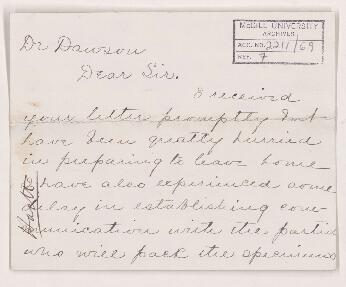 McGILL UNIVERSITY
ARCHIVES
ACC. NO. 2211/69
REF. 7
Dr Dawson
Dear Sir.
I received
your letter promptly but
have been greatly hurried
in preparing to leave home
I have also experienced some
delay in establishing com-
munication with the parties
who will pack the specimens